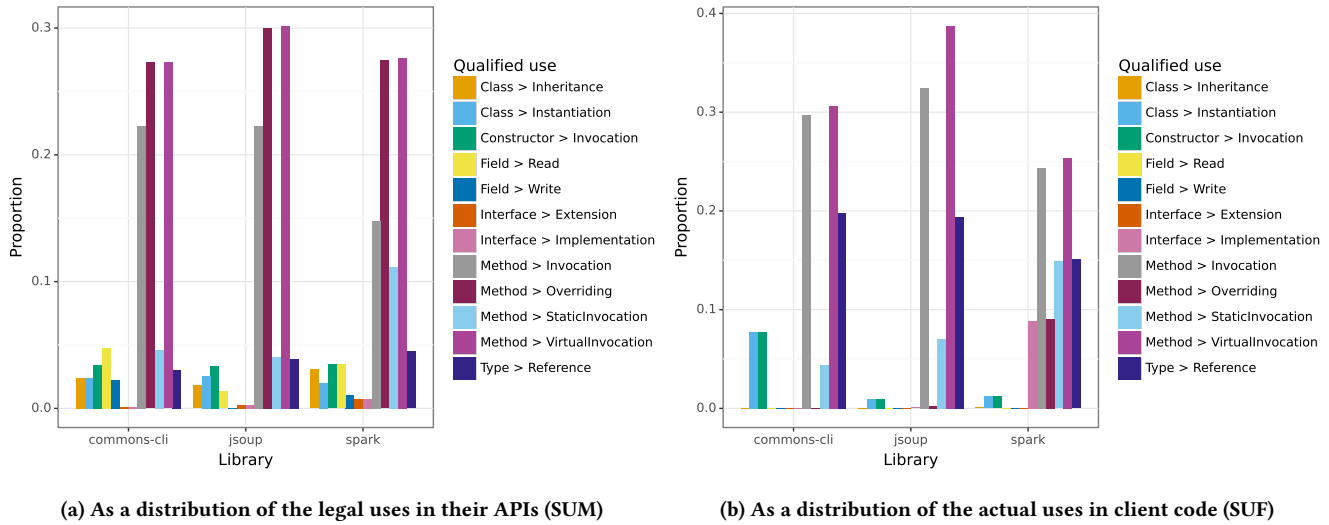 0.3
0.2
0.1
0.0
Proportion
commons-cli
jsoup
spark
Library
Qualified use
Class > Inheritance
Class > Instantiation
Constructor > Invocation
Field > Read
Field > Write
Interface > Extension
Interface > Implementation
Method > Invocation
Method > Overriding
Method > StaticInvocation
Method > VirtualInvocation
Type > Reference
(a) As a distribution of the legal uses in their APIs (SUM)
0.4
0.3
0.2
0.1
0.0
Proportion
commons-cli
jsoup
spark
Library
Qualified use
Class > Inheritance
Class > Instantiation
Constructor > Invocation
Field > Read
Field > Write
Interface > Extension
Interface > Implementation
Method > Invocation
Method > Overriding
Method > StaticInvocation
Method > VirtualInvocation
Type > Reference
(b) As a distribution of the actual uses in client code (SUF)